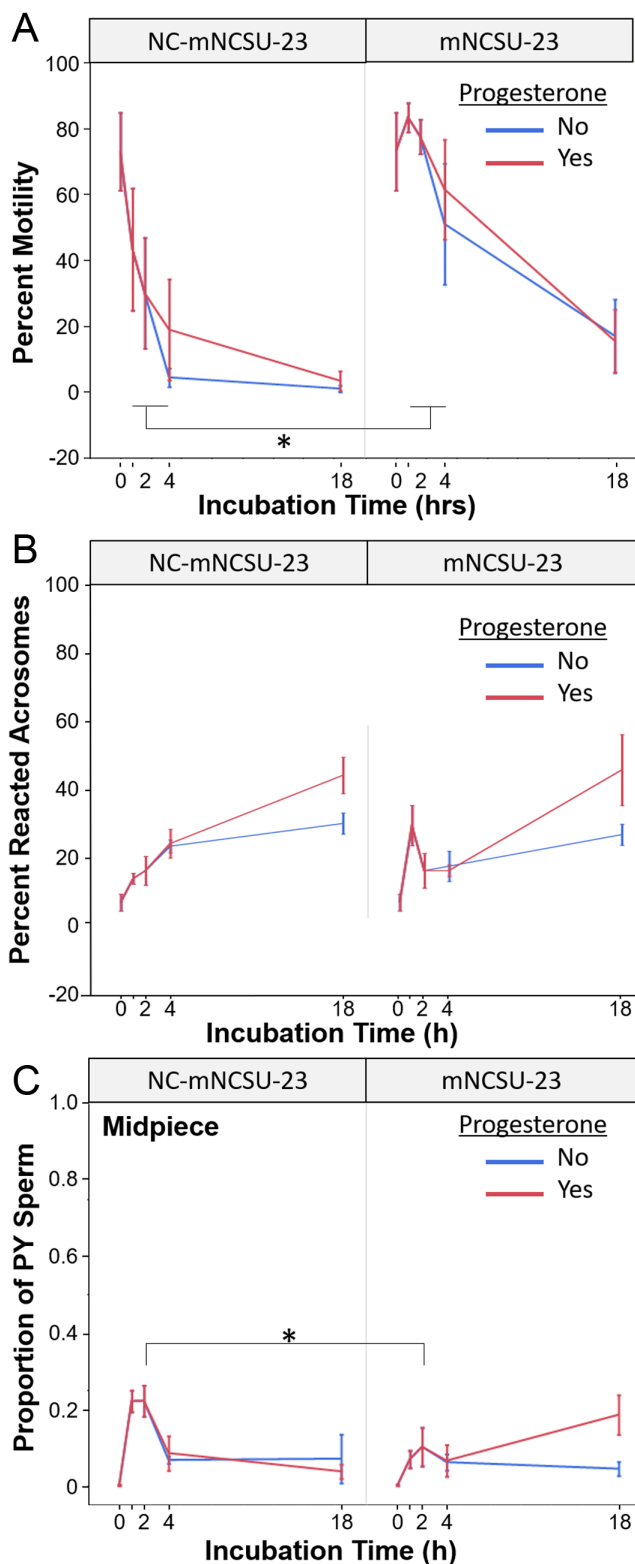 A
NC-mNCSU-23 mNCSU-23
Progesterone
No
Yes
Percent Motility
100
80
60
40
20
0
-20
*
0 2 4 18 0 2 4 18
Incubation Time (hrs)
B
NC-mNCSU-23 mNCSU-23
Progesterone
No
Yes
Percent Reacted Acrosomes
100
80
60
40
20
0
-20
0 2 4 18 0 2 4 18
Incubation Time (h)
C
NC-mNCSU-23 mNCSU-23
Midpiece
Progesterone
No
Yes
Proportion of PY Sperm
1.0
0.8
0.6
0.4
0.2
0
*
0 2 4 18 0 2 4 18
Incubation Time (h)